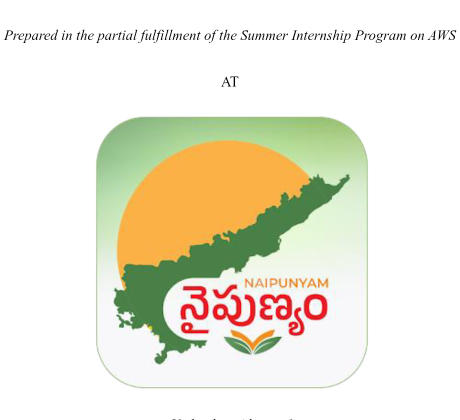 Prepared in the partial fulfillment of the Summer Internship Program on AWS
AT
NAIPUNYAM
నైపుణ్యం